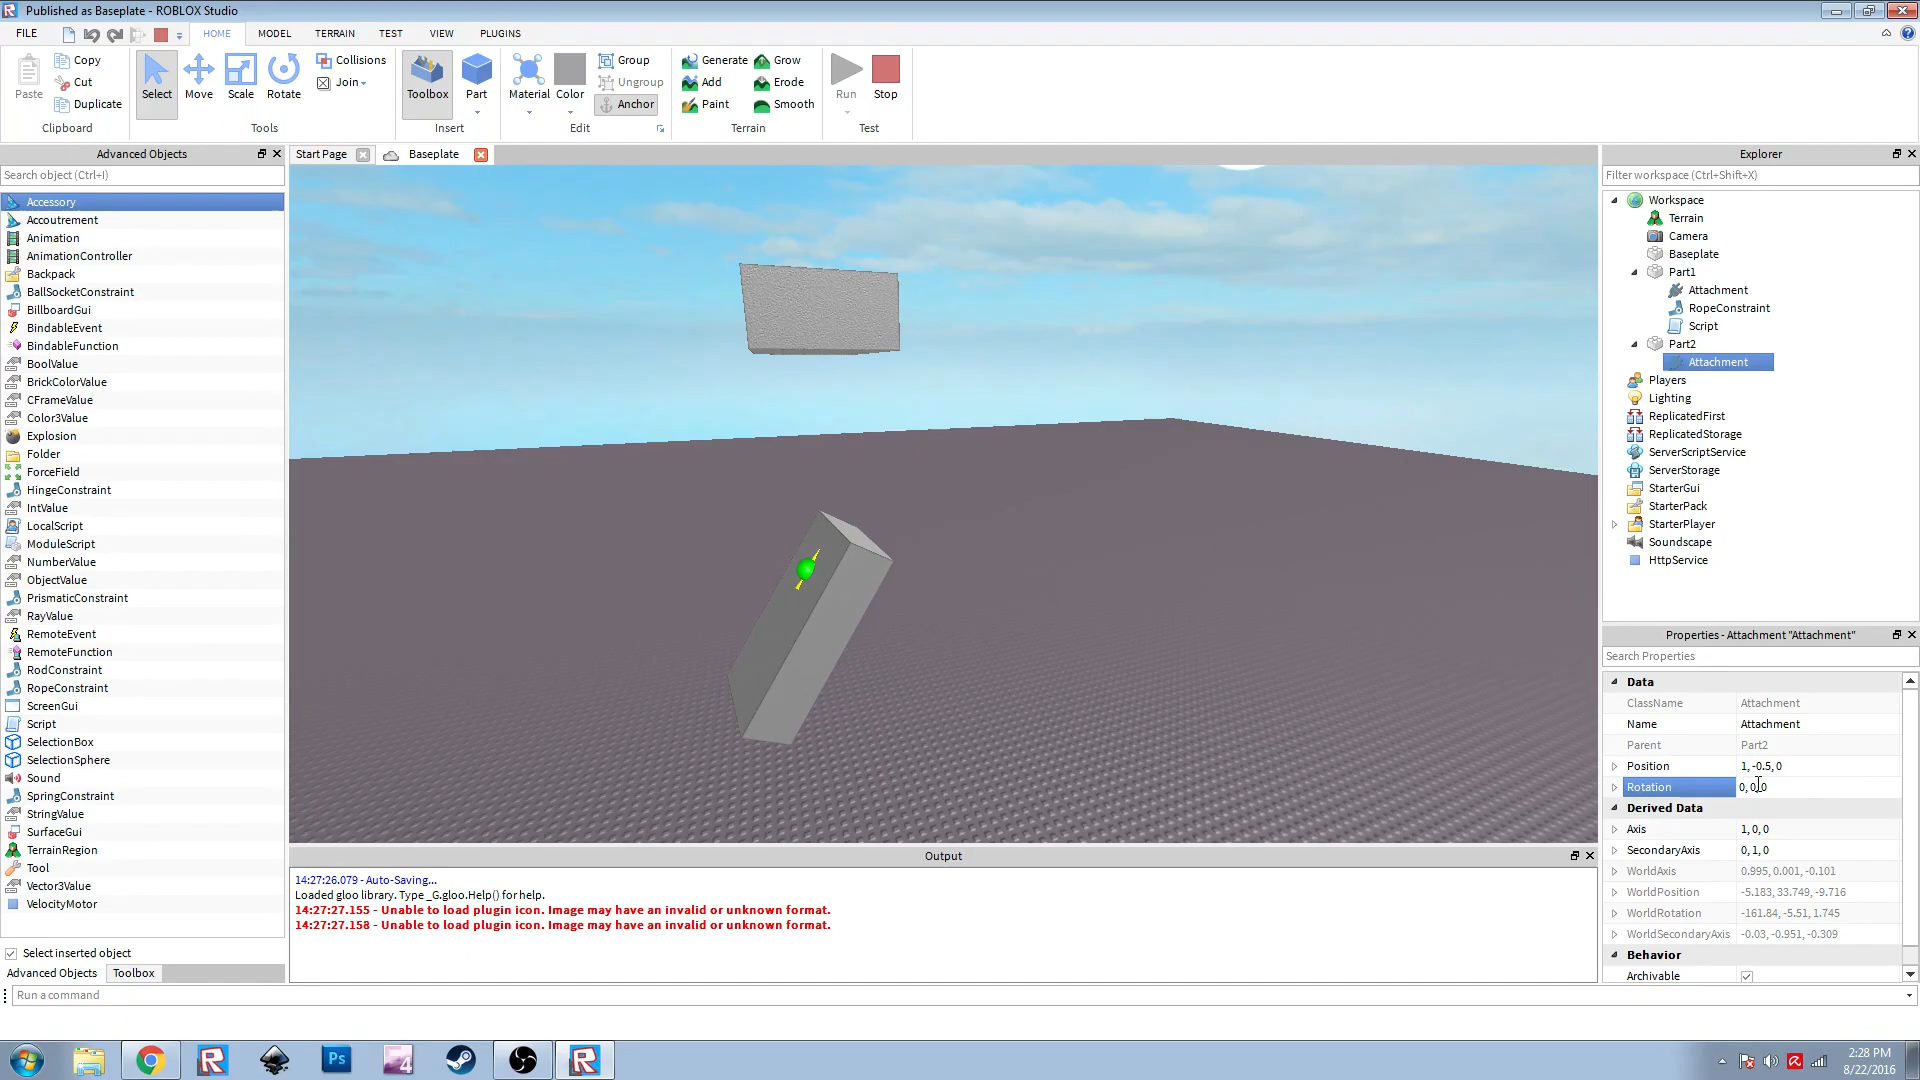 Published as Baseplate - ROBLOX Studio
FILE
HOME
MODEL
TERRAIN
TEST
VIEW
PLUGINS
Paste
Copy
Cut
Duplicate
Clipboard
Select
Move
Scale
Rotate
Collisions
Join
Tools
Toolbox
Part
Insert
Material
Color
Group
Ungroup
Anchor
Edit
Generate
Add
Paint
Grow
Erode
Smooth
Terrain
Run
Stop
Test
Advanced Objects
Search object (Ctrl+I)
Accessory
Accoutrement
Animation
AnimationController
Backpack
BallSocketConstraint
BillboardGui
BindableEvent
BindableFunction
BoolValue
BrickColorValue
CFrameValue
Color3Value
Explosion
Folder
ForceField
HingeConstraint
IntValue
LocalScript
ModuleScript
NumberValue
ObjectValue
PrismaticConstraint
RayValue
RemoteEvent
RemoteFunction
RodConstraint
RopeConstraint
ScreenGui
Script
SelectionBox
SelectionSphere
Sound
SpringConstraint
StringValue
SurfaceGui
TerrainRegion
Tool
Vector3Value
VelocityMotor
Select inserted object
Advanced Objects
Toolbox
Start Page
Baseplate
Output
14:27:26.079 - Auto-Saving...
Loaded gloo library. Type _G.gloo.Help() for help.
14:27:27.155 - Unable to load plugin icon. Image may have an invalid or unknown format.
14:27:27.158 - Unable to load plugin icon. Image may have an invalid or unknown format.
Explorer
Filter workspace (Ctrl+Shift+X)
Workspace
Terrain
Camera
Baseplate
Part1
Attachment
RopeConstraint
Script
Part2
Attachment
Players
Lighting
ReplicatedFirst
ReplicatedStorage
ServerScriptService
ServerStorage
StarterGui
StarterPack
StarterPlayer
Soundscape
HttpService
Properties - Attachment "Attachment"
Search Properties
Data
ClassName Attachment
Name Attachment
Parent Part2
Position 1, -0.5, 0
Rotation 0, 0, 0
Derived Data
Axis 1, 0, 0
SecondaryAxis 0, 1, 0
WorldAxis 0.995, 0.001, -0.101
WorldPosition -5.183, 33.749, -9.716
WorldRotation -161.84, -5.51, 1.745
WorldSecondaryAxis -0.03, -0.951, -0.309
Behavior
Archivable
Run a command
Ps
4
2:28 PM
8/22/2016